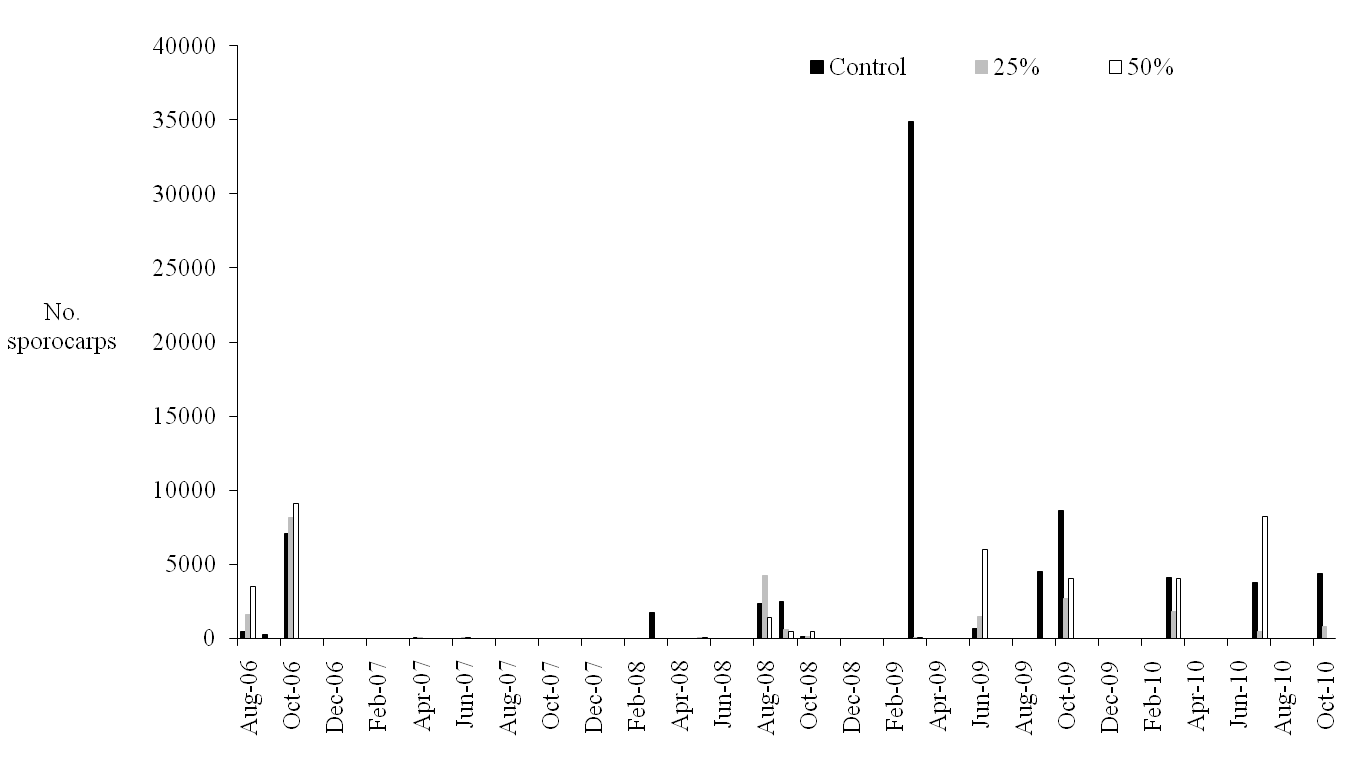 40000
Control
25%
50%
35000
30000
25000
No.
sporocarps
20000
15000
10000
5000
0
Aug-06
Oct-06
Dec-06
Feb-07
Apr-07
Jun-07
Aug-07
Oct-07
Dec-07
Feb-08
Apr-08
Jun-08
Aug-08
Oct-08
Dec-08
Feb-09
Apr-09
Jun-09
Aug-09
Oct-09
Dec-09
Feb-10
Apr-10
Jun-10
Aug-10
Oct-10